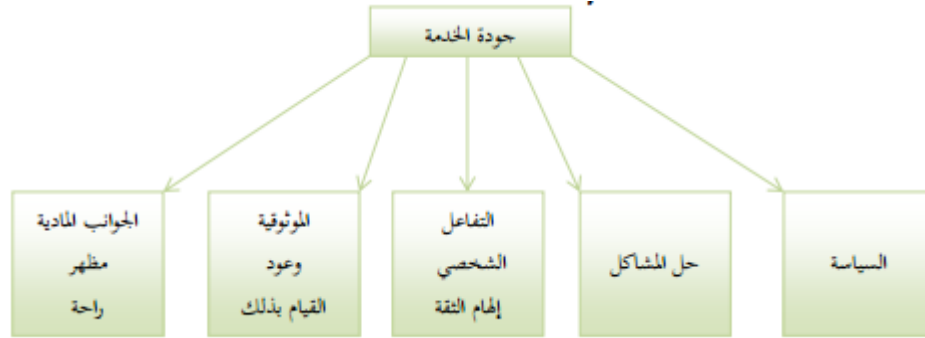 جودة الخدمة
السياسة
حل المشاكل
التفاعل
الشخصي
إلهام الثقة
الموثوقية
وعود
القيام بذلك
الجوانب المادية
مظهر
راحة